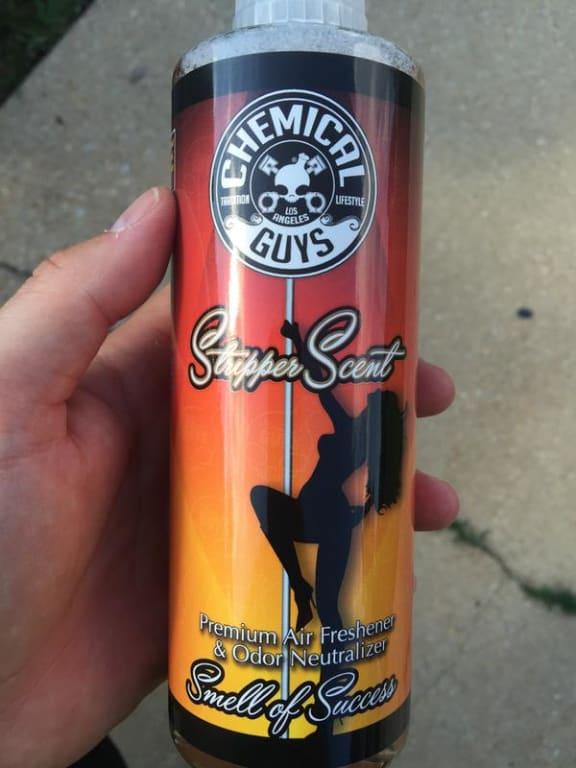 CHEMICAL
TRADITION
LIFESTYLE
LOS
ANGELES
GUYS
Stripper Scent
Premium Air Freshener
& Odor Neutralizer
Smell of Success